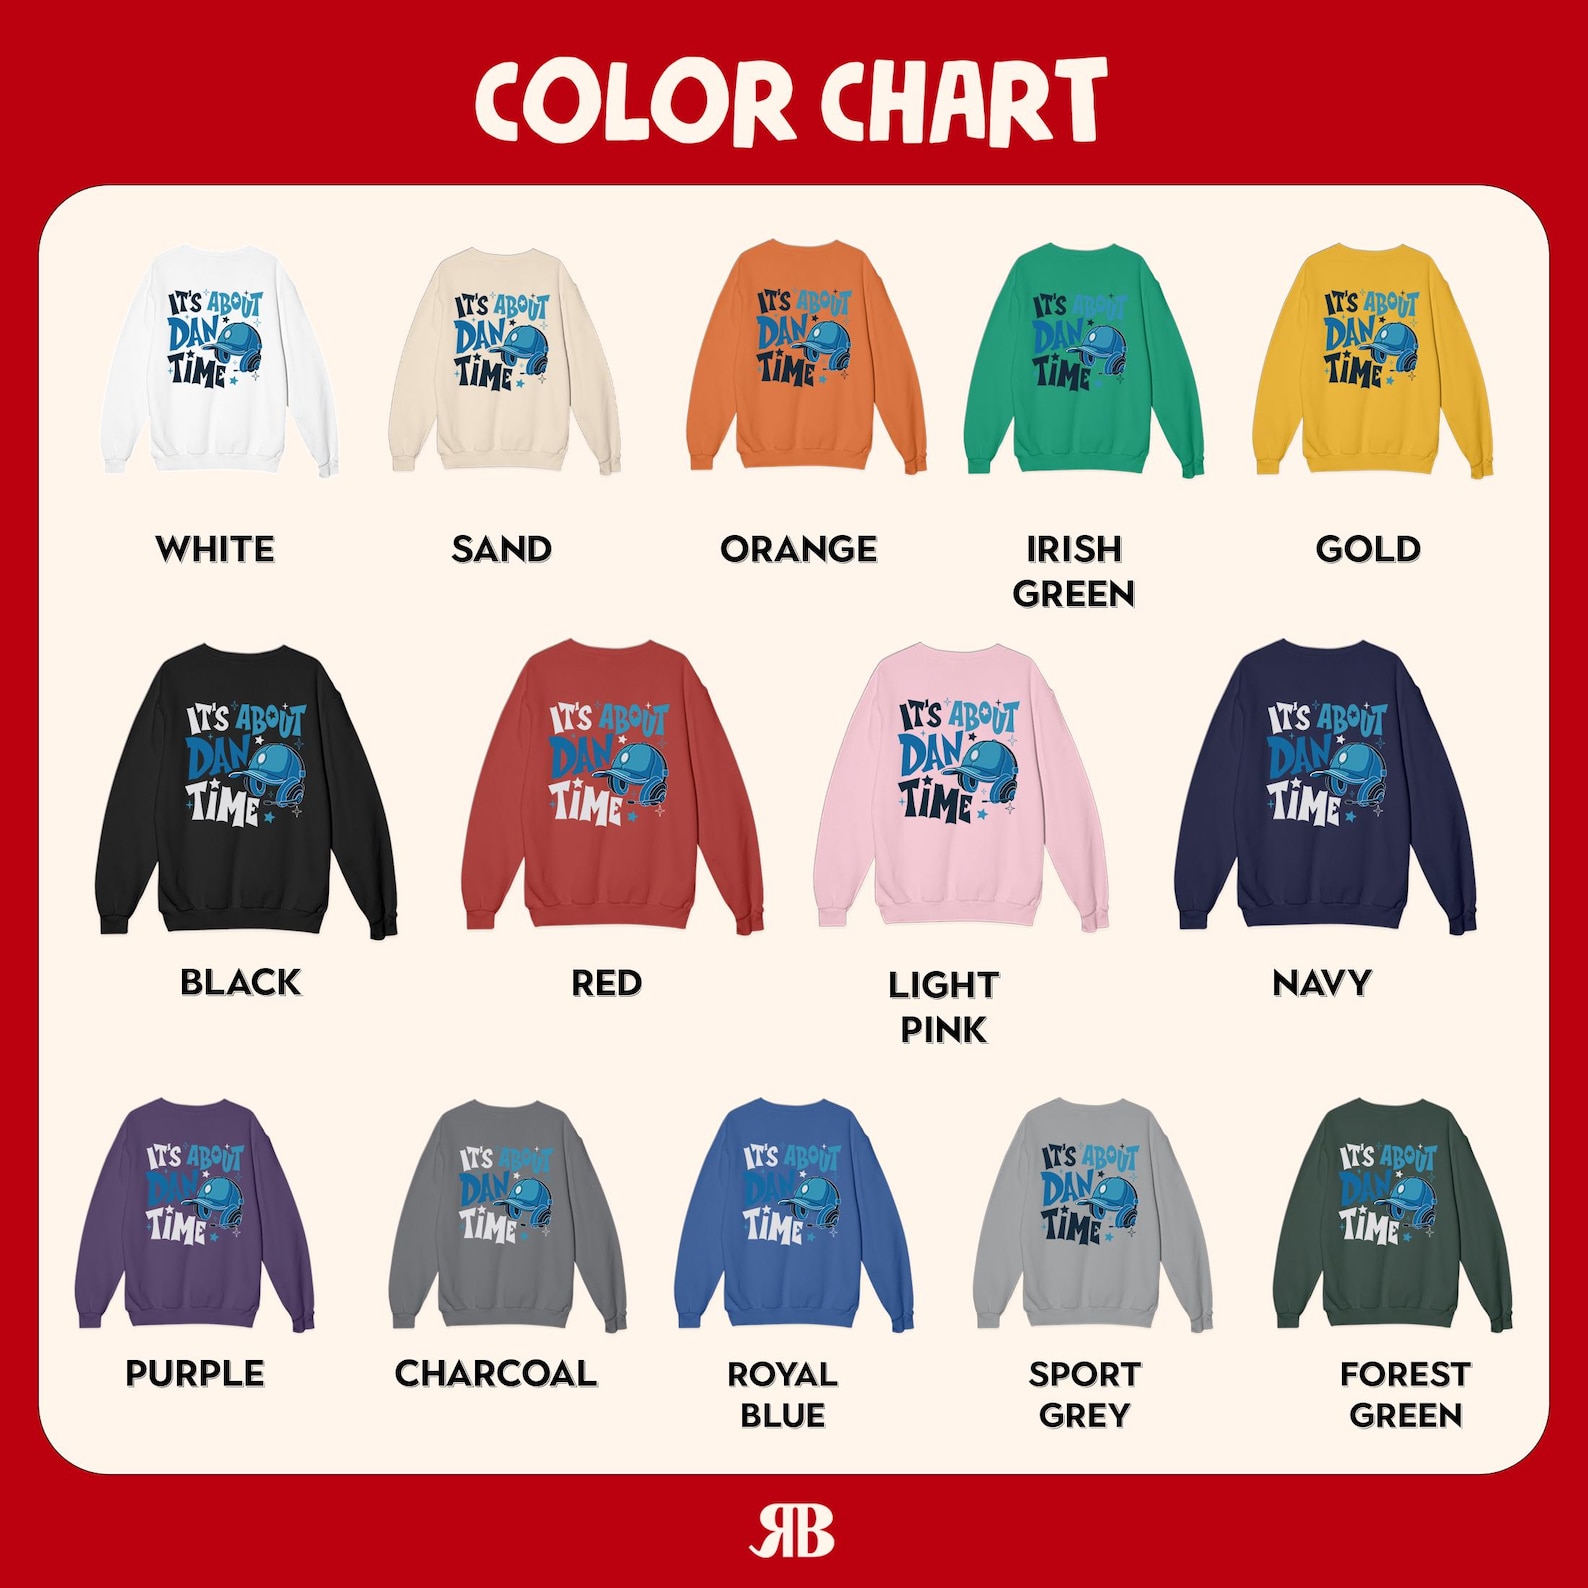 COLOR CHART
IT'S ABOUT
DAN
TIME
IT'S ABOUT
DAN
TIME
IT'S ABOUT
DAN
TIME
IT'S ABOUT
DAN
TIME
IT'S ABOUT
DAN
TIME
WHITE
SAND
ORANGE
IRISH
GREEN
GOLD
IT'S ABOUT
DAN
TIME
IT'S ABOUT
DAN
TIME
IT'S ABOUT
DAN
TIME
IT'S ABOUT
DAN
TIME
BLACK
RED
LIGHT
PINK
NAVY
IT'S ABOUT
DAN
TIME
IT'S ABOUT
DAN
TIME
IT'S ABOUT
DAN
TIME
IT'S ABOUT
DAN
TIME
IT'S ABOUT
DAN
TIME
PURPLE
CHARCOAL
ROYAL
BLUE
SPORT
GREY
FOREST
GREEN
RB